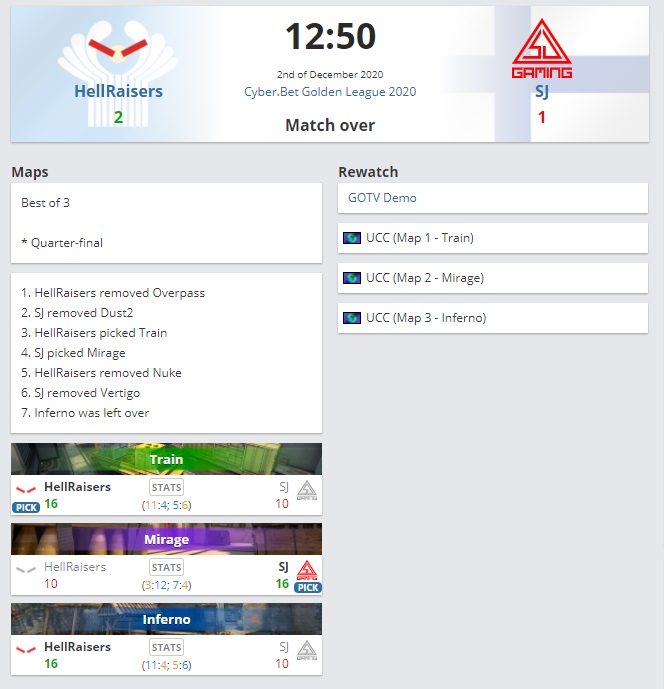 12:50
HellRaisers
2
2nd of December 2020
Cyber.Bet Golden League 2020
Match over
GAMING
SJ
1
Maps
Best of 3
* Quarter-final
1. HellRaisers removed Overpass
2. SJ removed Dust2
3. HellRaisers picked Train
4. SJ picked Mirage
5. HellRaisers removed Nuke
6. SJ removed Vertigo
7. Inferno was left over
Rewatch
GOTV Demo
UCC (Map 1 - Train)
UCC (Map 2 - Mirage)
UCC (Map 3 - Inferno)
Train
HellRaisers STATS SJ
PICK 16 (11:4; 5:6) 10
GAMING
Mirage
HellRaisers STATS SJ
10 (3:12; 7:4) 16 PICK
GAMING
Inferno
HellRaisers STATS SJ
16 (11:4; 5:6) 10
GAMING